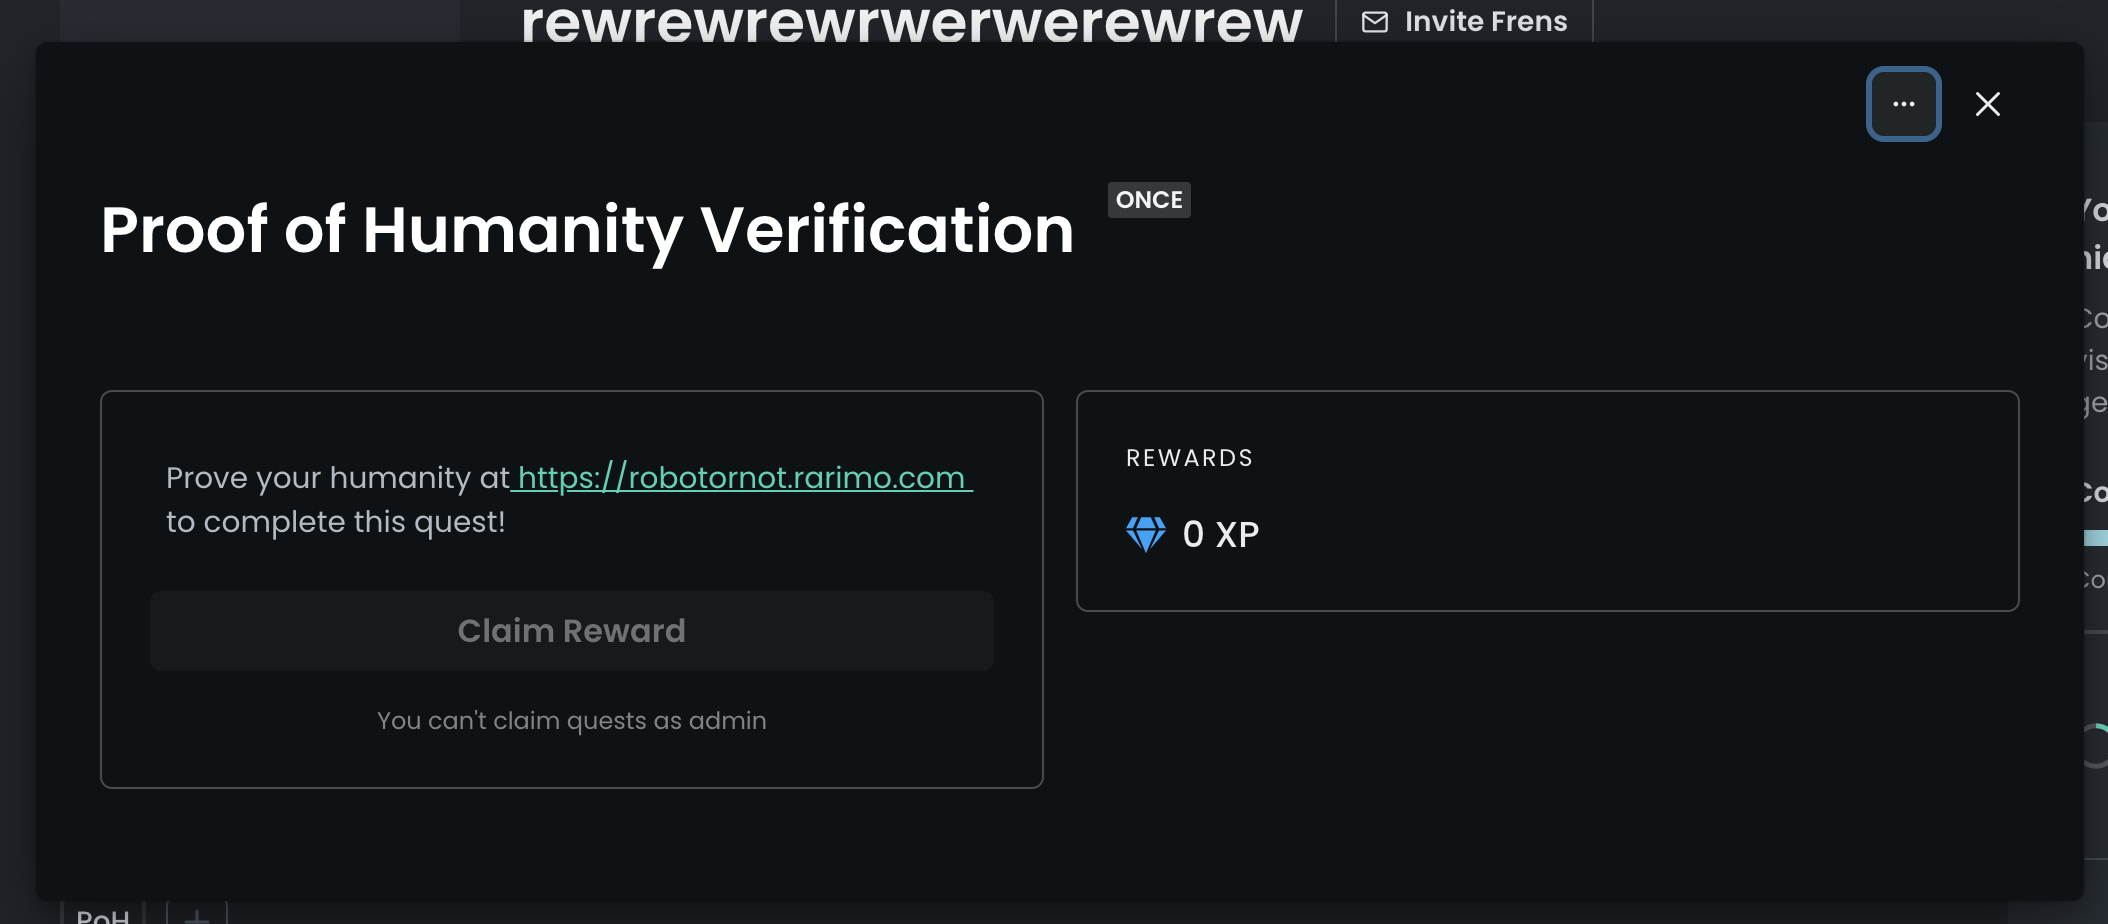 rewrewrewrwerwerewrew
Invite Frens
Proof of Humanity Verification
ONCE
Prove your humanity at https://robotornot.rarimo.com
to complete this quest!
Claim Reward
You can't claim quests as admin
REWARDS
0 XP
PoH